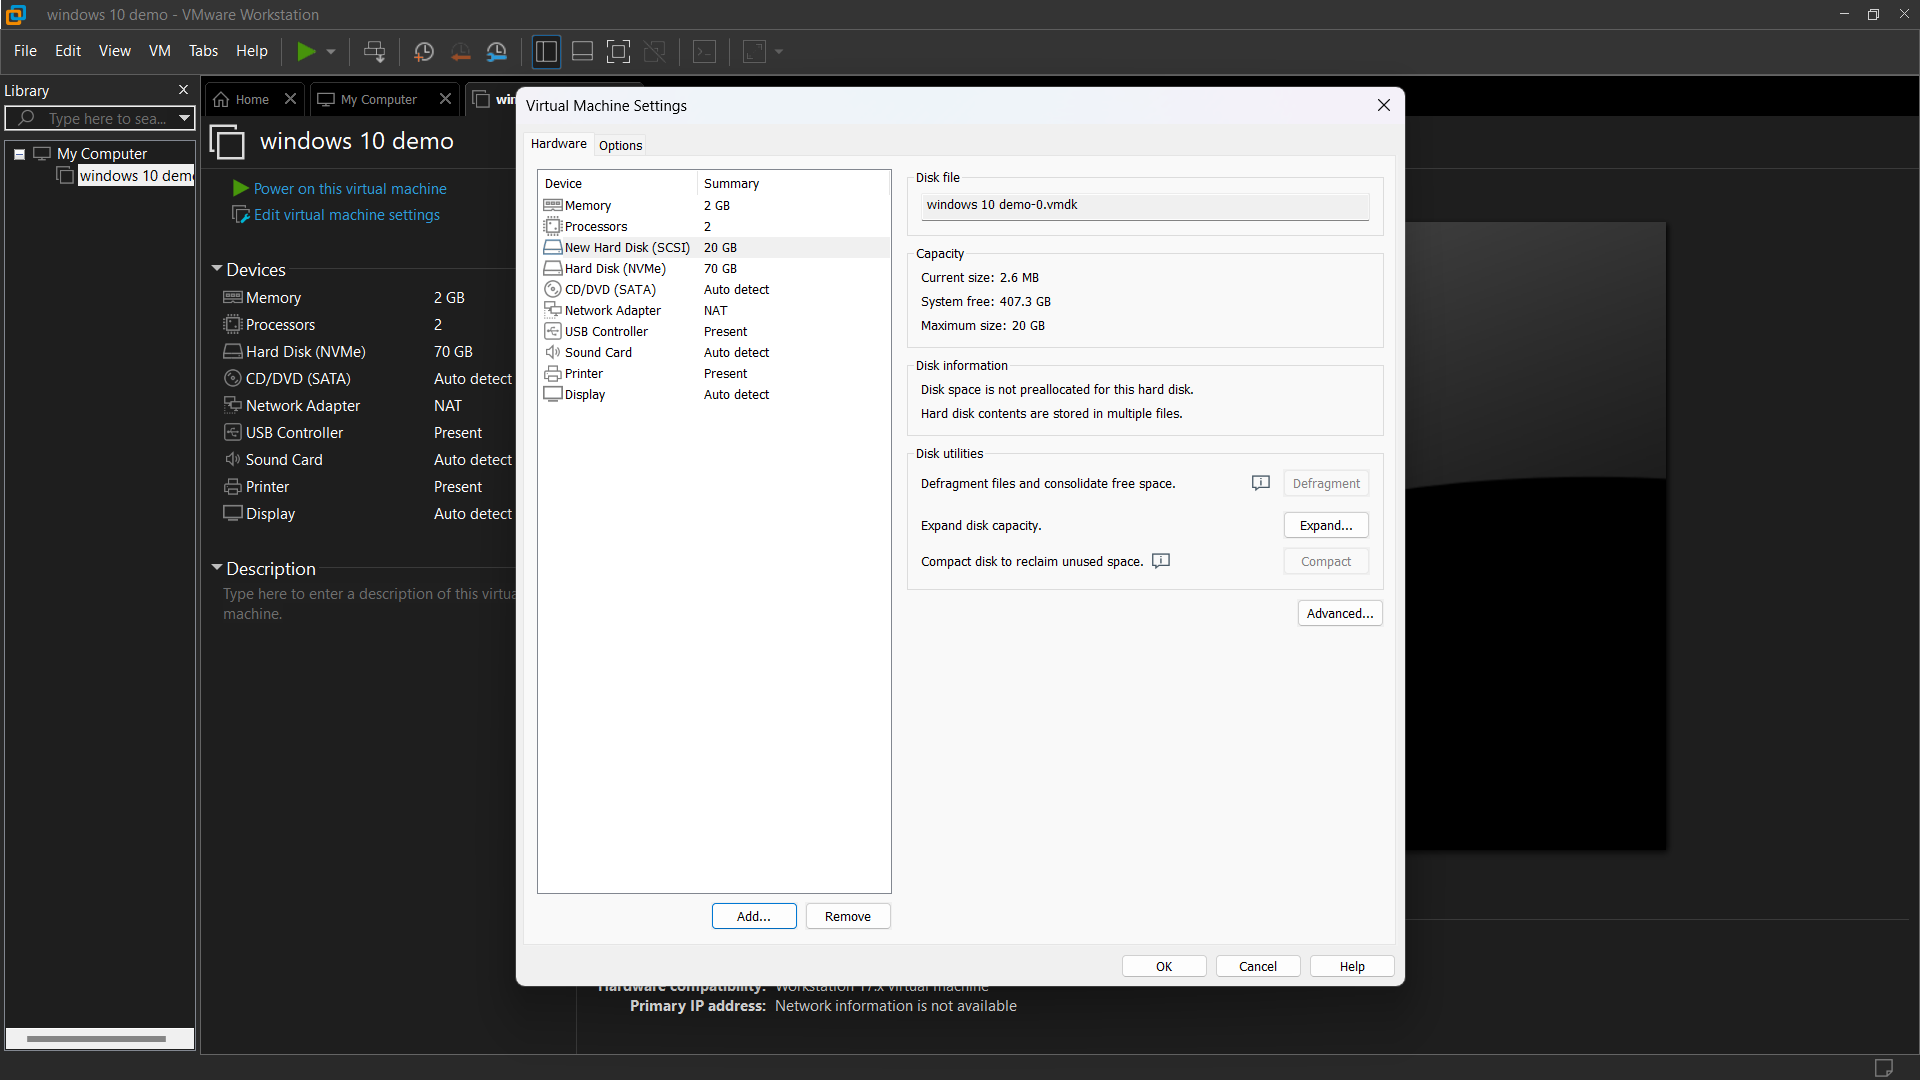 windows 10 demo - VMware Workstation
File Edit View VM Tabs Help
Library
Type here to sea...
My Computer
windows 10 dem
Home
My Computer
win
windows 10 demo
Power on this virtual machine
Edit virtual machine settings
Devices
Memory 2 GB
Processors 2
Hard Disk (NVMe) 70 GB
CD/DVD (SATA) Auto detect
Network Adapter NAT
USB Controller Present
Sound Card Auto detect
Printer Present
Display Auto detect
Description
Type here to enter a description of this virtua
machine.
Virtual Machine Settings
Hardware Options
Device Summary
Memory 2 GB
Processors 2
New Hard Disk (SCSI) 20 GB
Hard Disk (NVMe) 70 GB
CD/DVD (SATA) Auto detect
Network Adapter NAT
USB Controller Present
Sound Card Auto detect
Printer Present
Display Auto detect
Add... Remove
Disk file
windows 10 demo-0.vmdk
Capacity
Current size: 2.6 MB
System free: 407.3 GB
Maximum size: 20 GB
Disk information
Disk space is not preallocated for this hard disk.
Hard disk contents are stored in multiple files.
Disk utilities
Defragment files and consolidate free space. Defragment
Expand disk capacity. Expand...
Compact disk to reclaim unused space. Compact
Advanced...
OK Cancel Help
Hardware compatibility: Workstation 17.x virtual machine
Primary IP address: Network information is not available